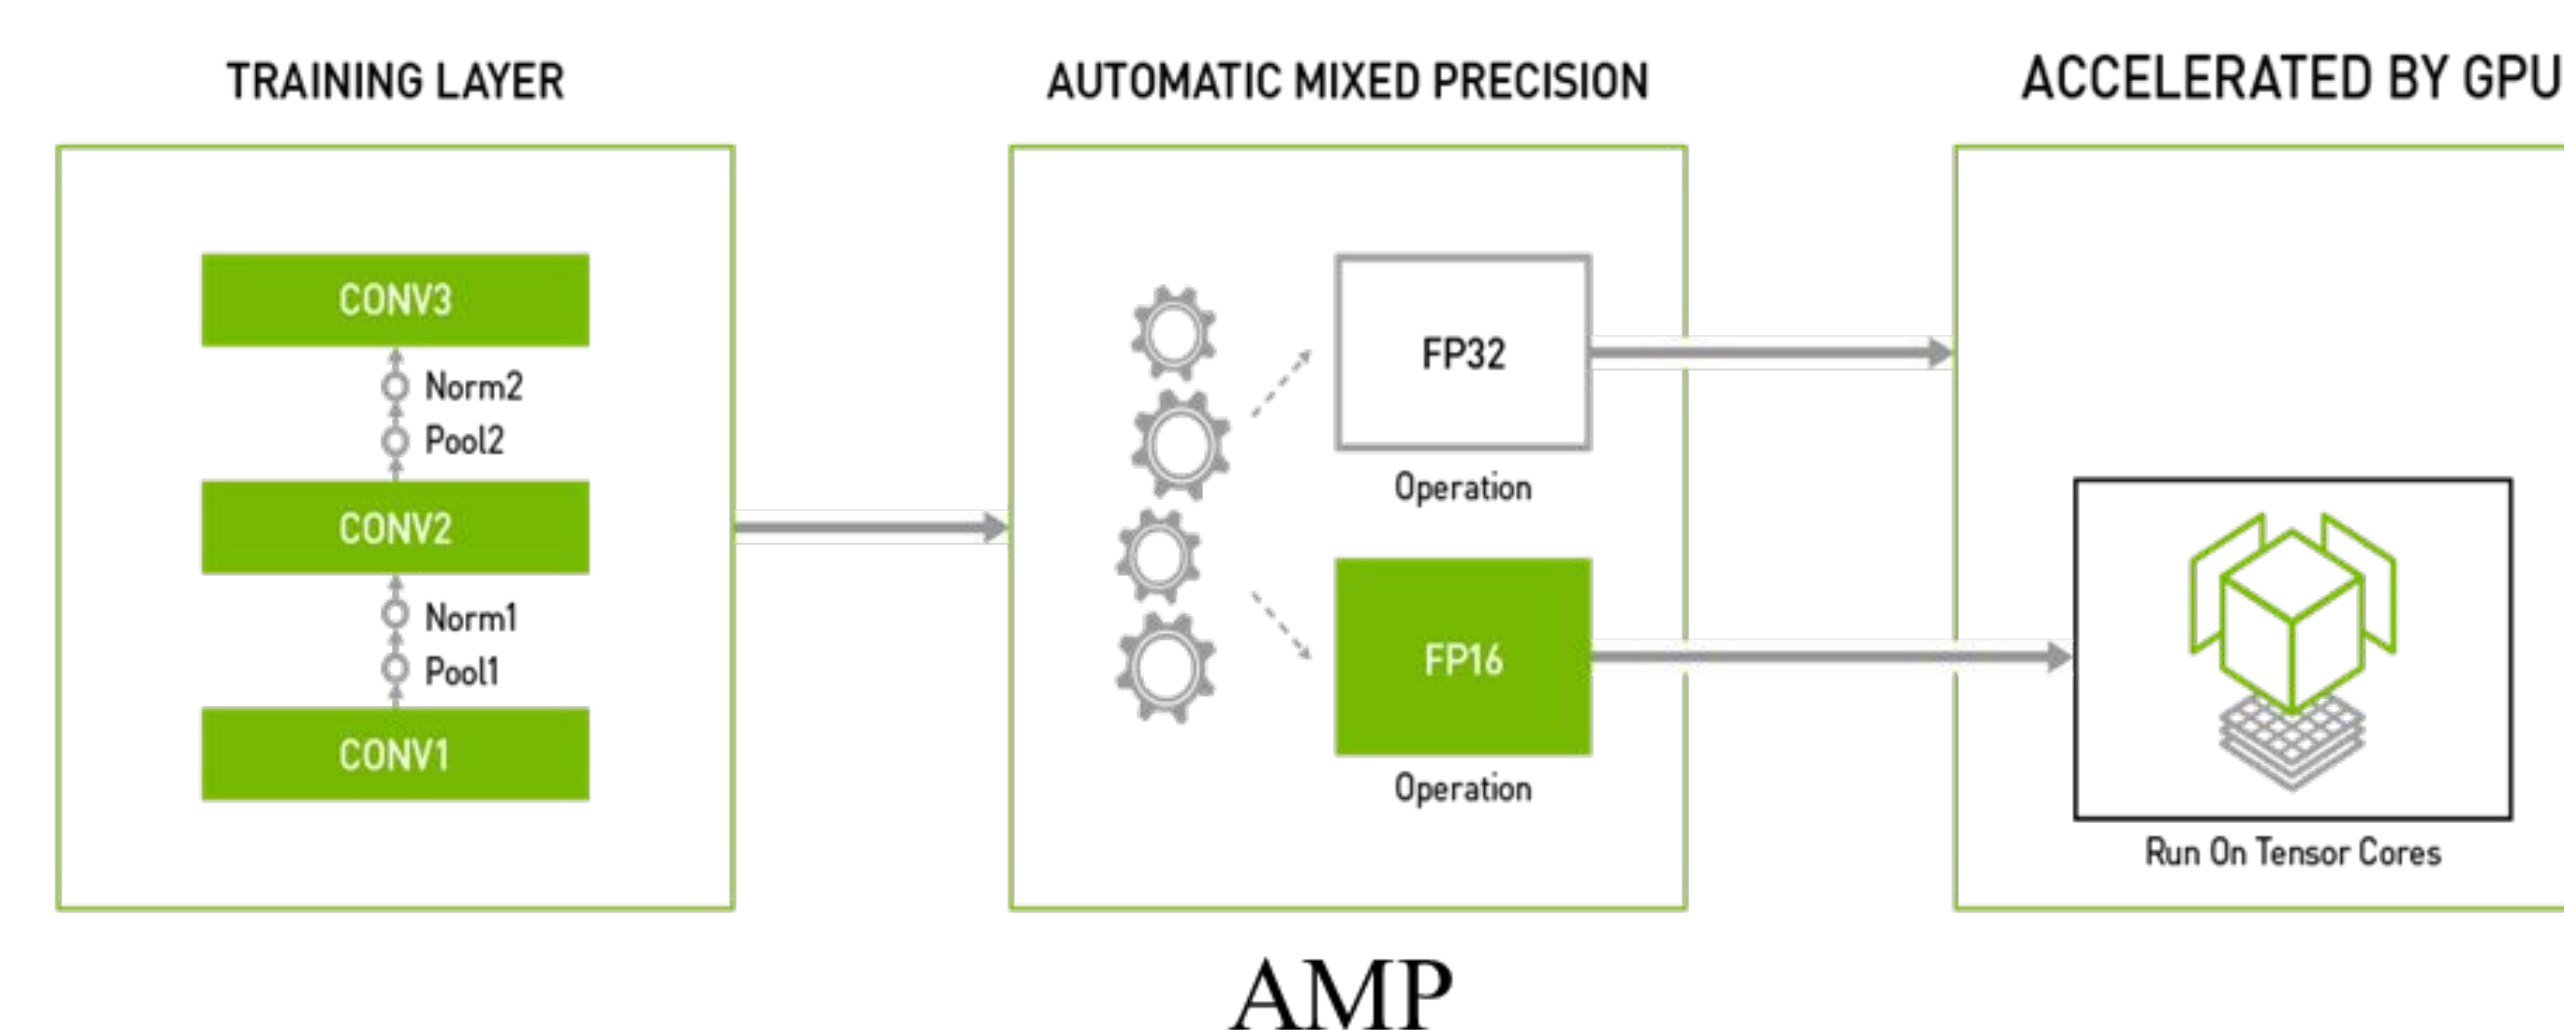 TRAINING LAYER
CONV3
Norm2
Pool2
CONV2
Norm1
Pool1
CONV1
AUTOMATIC MIXED PRECISION
FP32
Operation
FP16
Operation
ACCELERATED BY GPU
Run On Tensor Cores
AMP